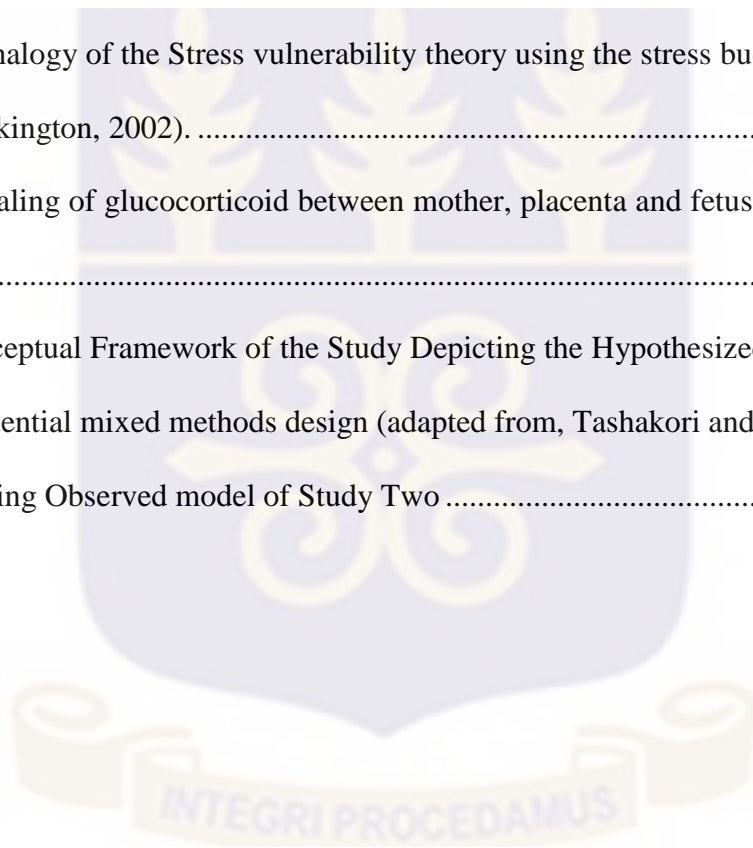 nalogy of the Stress vulnerability theory using the stress bu
kington, 2002). ........................................................................
aling of glucocorticoid between mother, placenta and fetus
................................................................................................
ceptual Framework of the Study Depicting the Hypothesize
ential mixed methods design (adapted from, Tashakori and
ing Observed model of Study Two .......................................
INTEGRI PROCEDAMUS